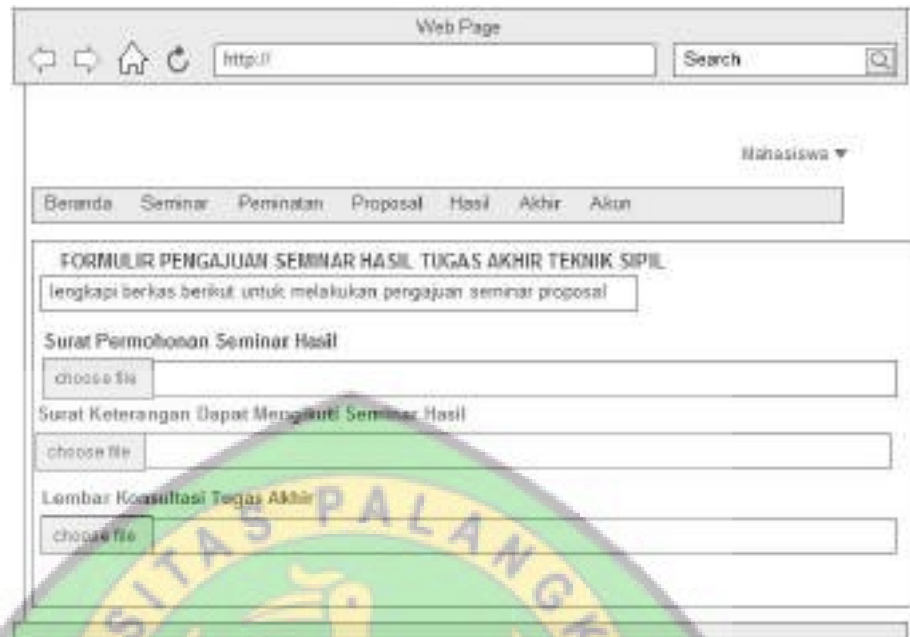 Web Page
http://
Search
Mahasiswa
Beranda Seminar Peminatan Proposal Hasil Akhir Akun
FORMULIR PENGAJUAN SEMINAR HASIL TUGAS AKHIR TEKNIK SIPIL
lengkapi berkas berikut untuk melakukan pengajuan seminar proposal
Surat Permohonan Seminar Hasil
choose file
Surat Keterangan Dapat Mengikuti Seminar Hasil
choose file
Lembar Konsultasi Tugas Akhir
choose file
SITAS PALANGK